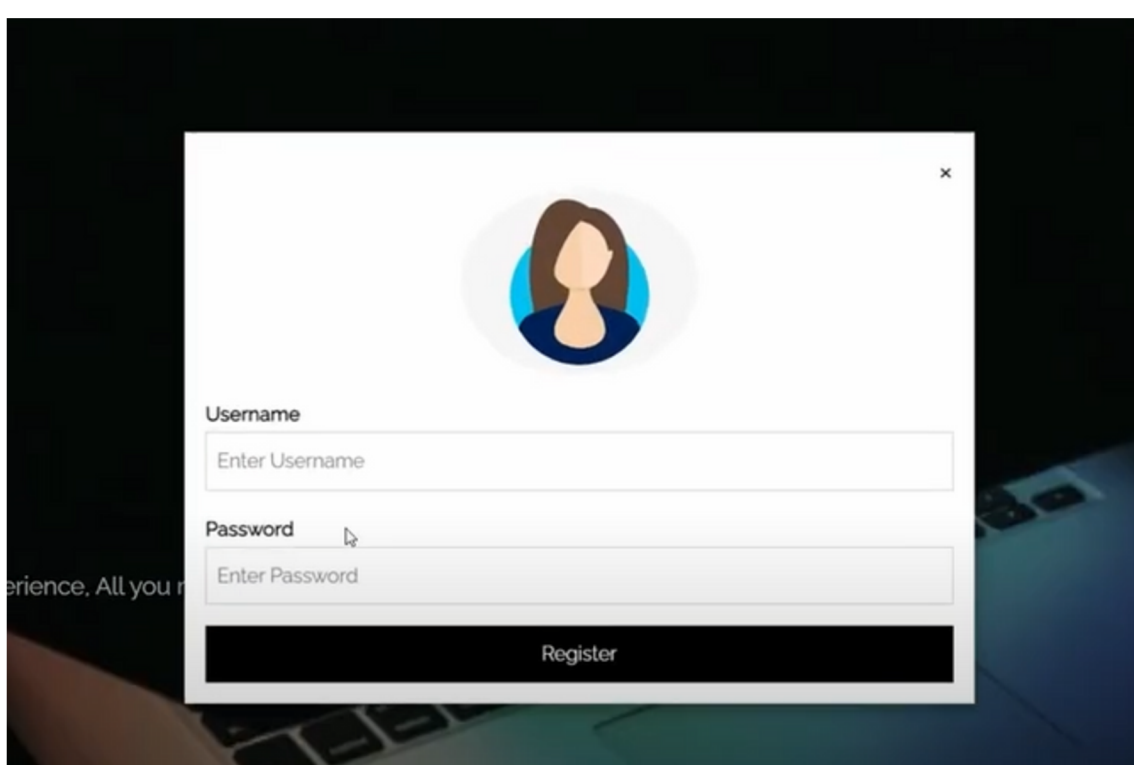 ×
Username
Enter Username
Password
erience, All you r
Enter Password
Register